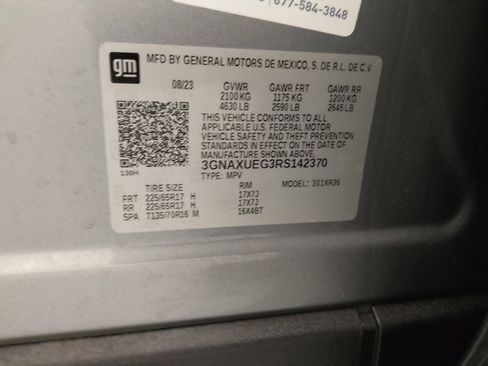 877-584-3848
gm
MFD BY GENERAL MOTORS DE MEXICO, S. DE R.L. DE C.V.
08/23 GVWR GAWR FRT GAWR RR
2100 KG 1175 KG 1200 KG
4630 LB 2590 LB 2645 LB
THIS VEHICLE CONFORMS TO ALL APPLICABLE
U.S. FEDERAL MOTOR
VEHICLE SAFETY AND THEFT PREVENTION
STANDARDS IN EFFECT ON THE DATE OF
MANUFACTURE SHOWN ABOVE.
3GNAXUEG3RS142370
130H TYPE: MPV MODEL: 301XR26
TIRE SIZE RIM
FRT 225/65R17 H 17X7J
RR 225/65R17 H 17X7J
SPA T135/70R16 M 16X4BT